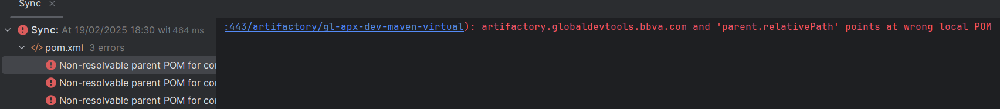 Sync ×
Sync: At 19/02/2025 18:30 wit 464 ms
:443/artifactory/gl-apx-dev-maven-virtual): artifactory.globaldevtools.bbva.com and 'parent.relativePath' points at wrong local POM
</> pom.xml 3 errors
Non-resolvable parent POM for co
Non-resolvable parent POM for co
Non-resolvable parent POM for co